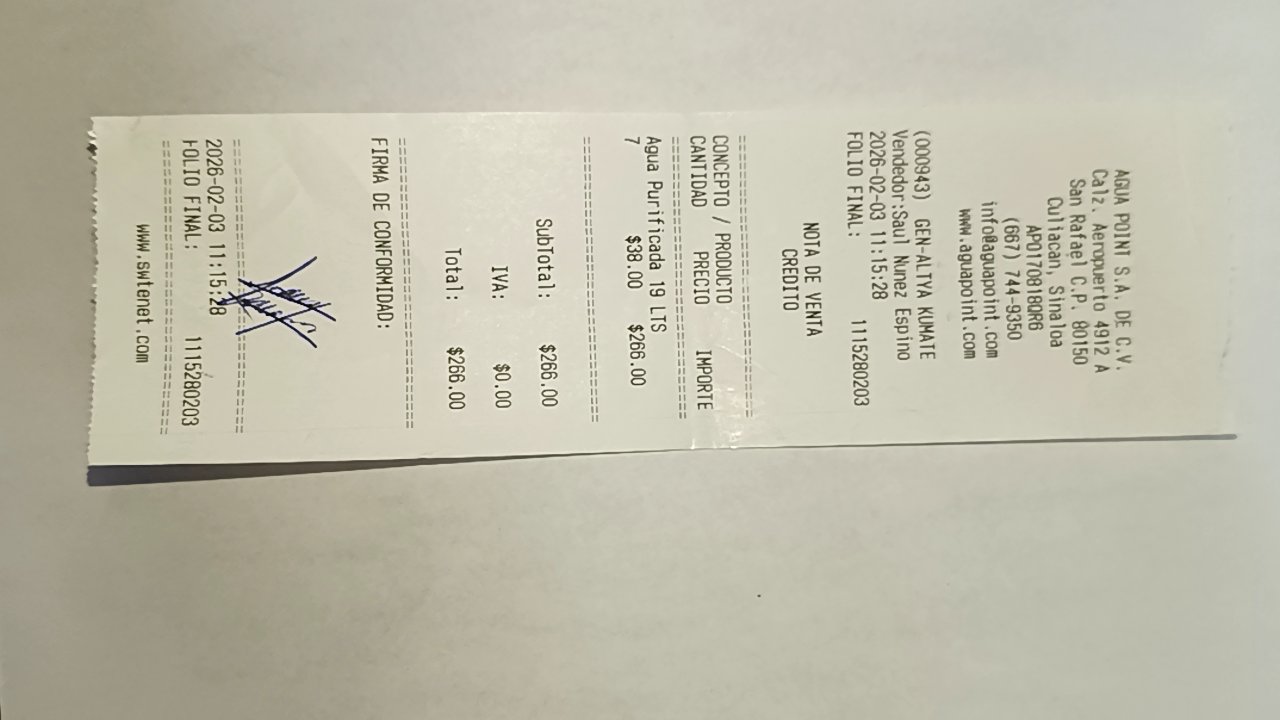 AGUA POINT S.A. DE C.V.
Calz. Aeropuerto 4912 A
San Rafael C.P. 80150
Culiacan, Sinaloa
APO170818QR6
(667) 744-9350
info@aguapoint.com
www.aguapoint.com
(000943) GEN-ALTYA KUMATE
Vendedor:Saul Nunez Espino
2026-02-03 11:15:28
FOLIO FINAL: 1115280203
NOTA DE VENTA
CREDITO
CONCEPTO / PRODUCTO
CANTIDAD PRECIO IMPORTE
Agua Purificada 19 LTS
7 $38.00 $266.00
SubTotal: $266.00
IVA: $0.00
Total: $266.00
FIRMA DE CONFORMIDAD:
2026-02-03 11:15:28
FOLIO FINAL: 1115280203
www.swtenet.com